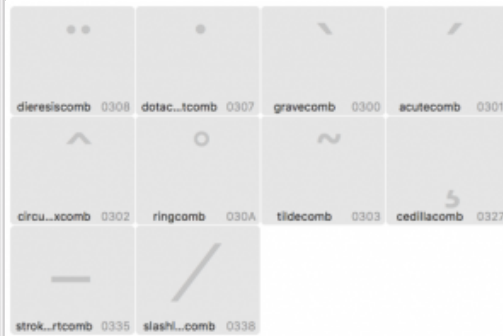 dieresiscomb 0308 dotac...tcomb 0307 gravecomb 0300 acutecomb 0301
circu...xcomb 0302 ringcomb 030A tildecomb 0303 cedillacomb 0327
strok...rtcomb 0335 slashl...comb 0338